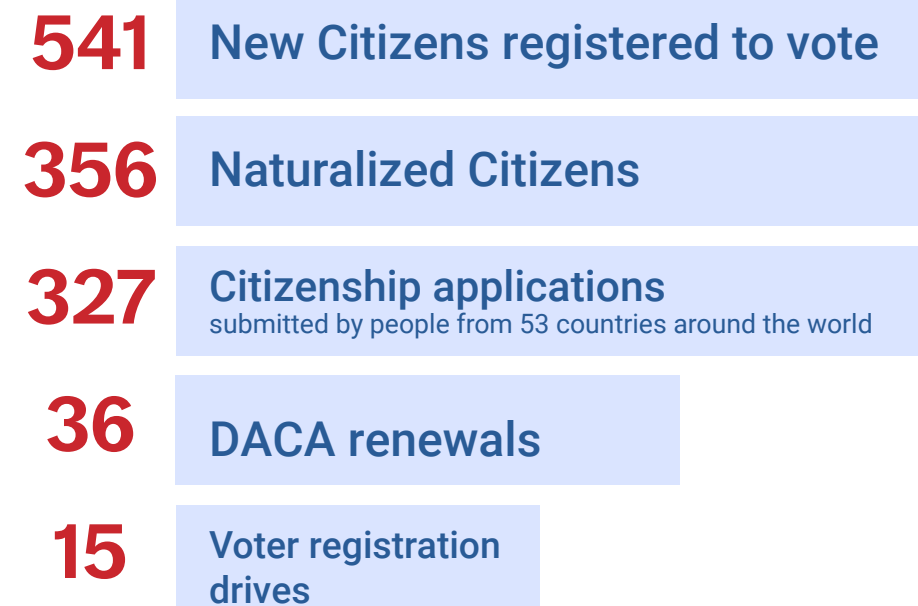 541 New Citizens registered to vote
356 Naturalized Citizens
327 Citizenship applications
submitted by people from 53 countries around the world
36 DACA renewals
15 Voter registration
drives